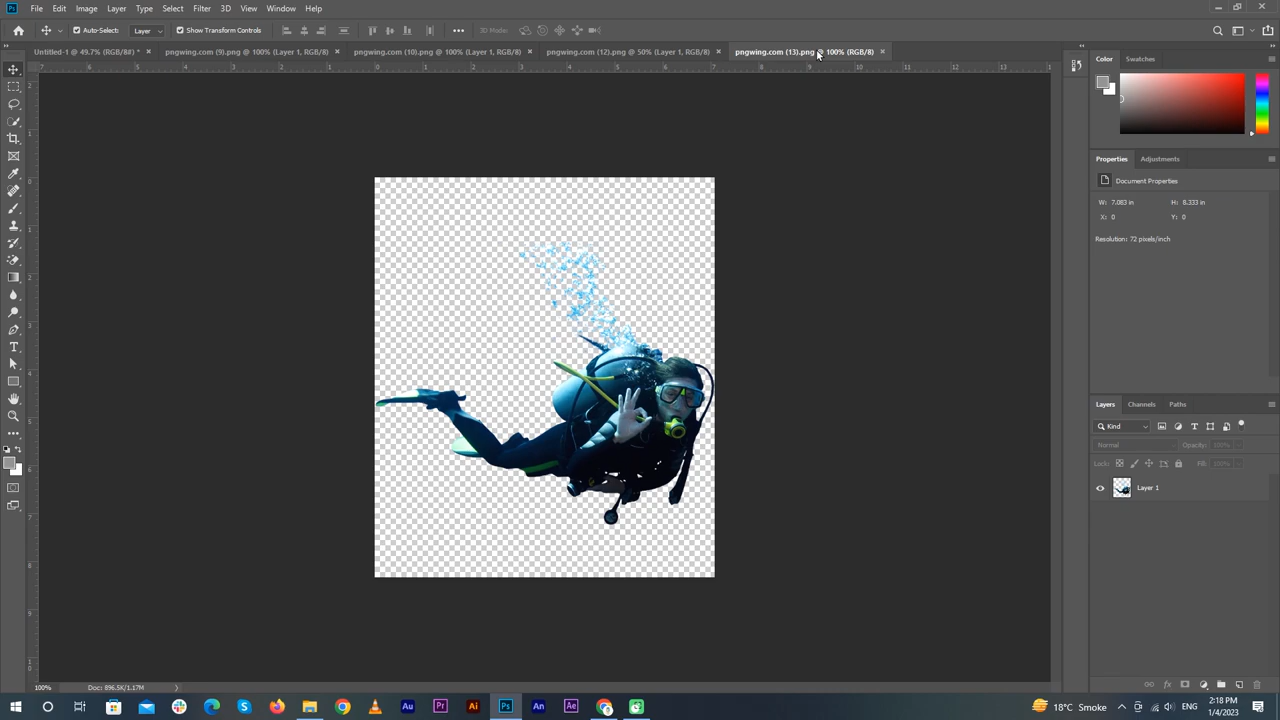 File Edit Image Layer Type Select Filter 3D View Window Help
Auto-Select: Layer Show Transform Controls 3D Mode:
Untitled-1 @ 49.7% (RGB/8#) * pngwing.com (9).png @ 100% (Layer 1, RGB/8) pngwing.com (10).png @ 100% (Layer 1, RGB/8) pngwing.com (12).png @ 50% (Layer 1, RGB/8) pngwing.com (13).png @ 100% (RGB/8)
Color Swatches
Properties Adjustments
Document Properties
W: 7.083 in H: 8.333 in
X: 0 Y: 0
Resolution: 72 pixels/inch
Layers Channels Paths
Kind
Normal Opacity: 100%
Lock: Fill: 100%
Layer 1
100% Doc: 896.5K/1.17M
18°C Smoke ENG 2:18 PM
1/4/2023